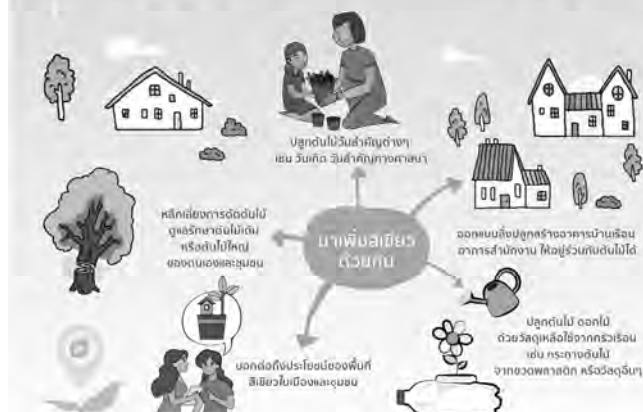 ปลูกต้นไม้วันสำคัญต่างๆ
เช่น วันเกิด วันสำคัญทางศาสนา
หลีกเลี่ยงการตัดต้นไม้
ดูแลรักษาต้นไม้เดิม
หรือต้นไม้ใหญ่
ของตนเองและชุมชน
มาเพิ่มสีเขียว
ด้วยกัน
ออกแบบสิ่งปลูกสร้างอาคารบ้านเรือน
อาคารสำนักงาน ให้อยู่ร่วมกับต้นไม้ได้
บอกต่อถึงประโยชน์ของพื้นที่
สีเขียวในเมืองและชุมชน
ปลูกต้นไม้ ดอกไม้
ด้วยวัสดุเหลือใช้จากครัวเรือน
เช่น กระถางต้นไม้
จากขวดพลาสติก หรือวัสดุอื่นๆ